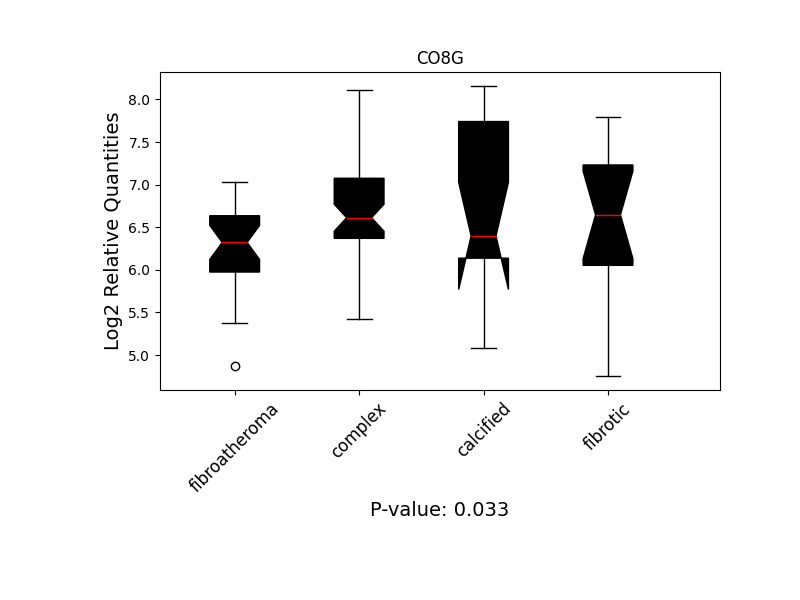 CO8G
Log2 Relative Quantities
8.0
7.5
7.0
6.5
6.0
5.5
5.0
fibroatheroma
complex
calcified
fibrotic
P-value: 0.033